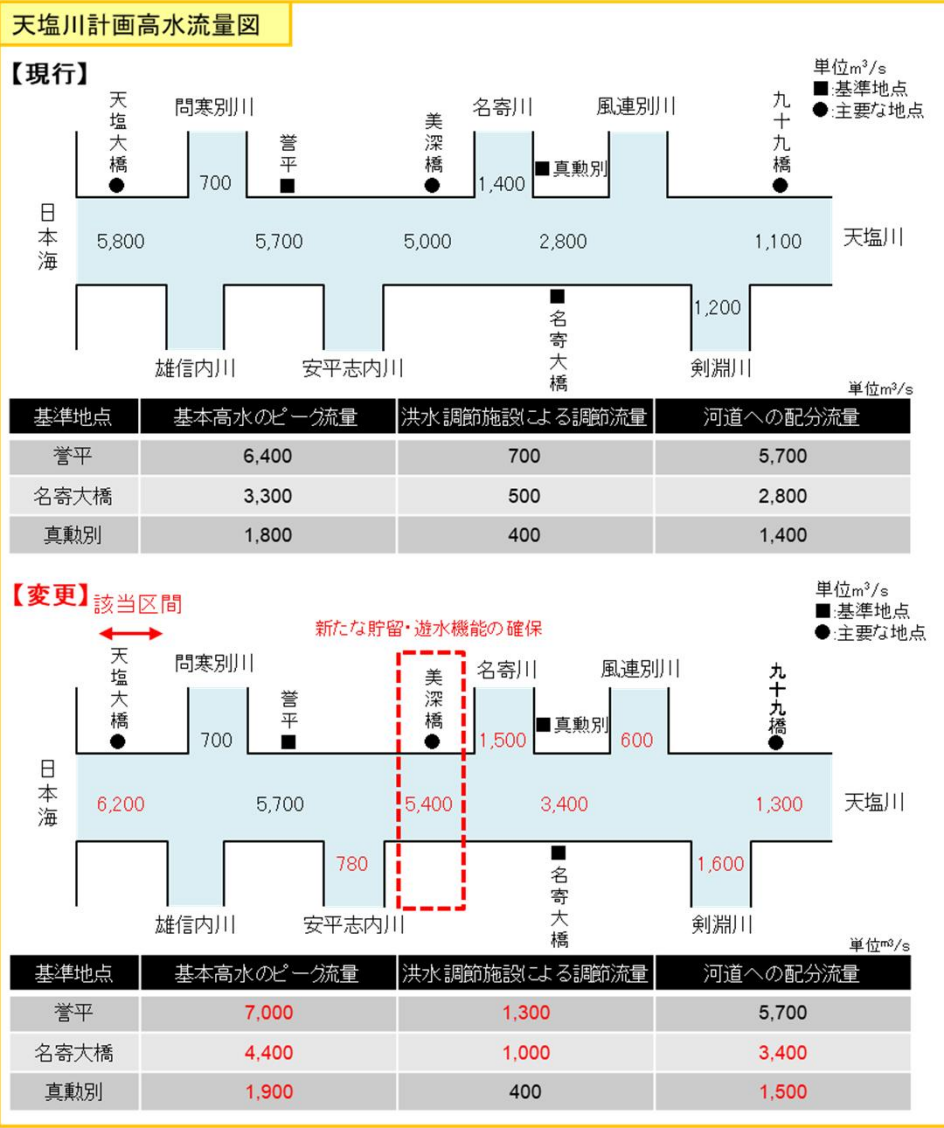 天塩川計画高水流量図
【現行】
単位m³/s
■:基準地点
●:主要な地点
天塩大橋
問寒別川
誉平
美深橋
名寄川
真勲別
風連別川
九十九橋
700
1,400
日本海
5,800
5,700
5,000
2,800
1,100
天塩川
1,200
雄信内川
安平志内川
名寄大橋
剣淵川
単位m³/s
基準地点 基本高水のピーク流量 洪水調節施設による調節流量 河道への配分流量
誉平 6,400 700 5,700
名寄大橋 3,300 500 2,800
真勲別 1,800 400 1,400
【変更】
該当区間
新たな貯留・遊水機能の確保
単位m³/s
■:基準地点
●:主要な地点
天塩大橋
問寒別川
誉平
美深橋
名寄川
真勲別
風連別川
九十九橋
700
1,500
600
日本海
6,200
5,700
5,400
3,400
1,300
天塩川
780
1,600
雄信内川
安平志内川
名寄大橋
剣淵川
単位m³/s
基準地点 基本高水のピーク流量 洪水調節施設による調節流量 河道への配分流量
誉平 7,000 1,300 5,700
名寄大橋 4,400 1,000 3,400
真勲別 1,900 400 1,500